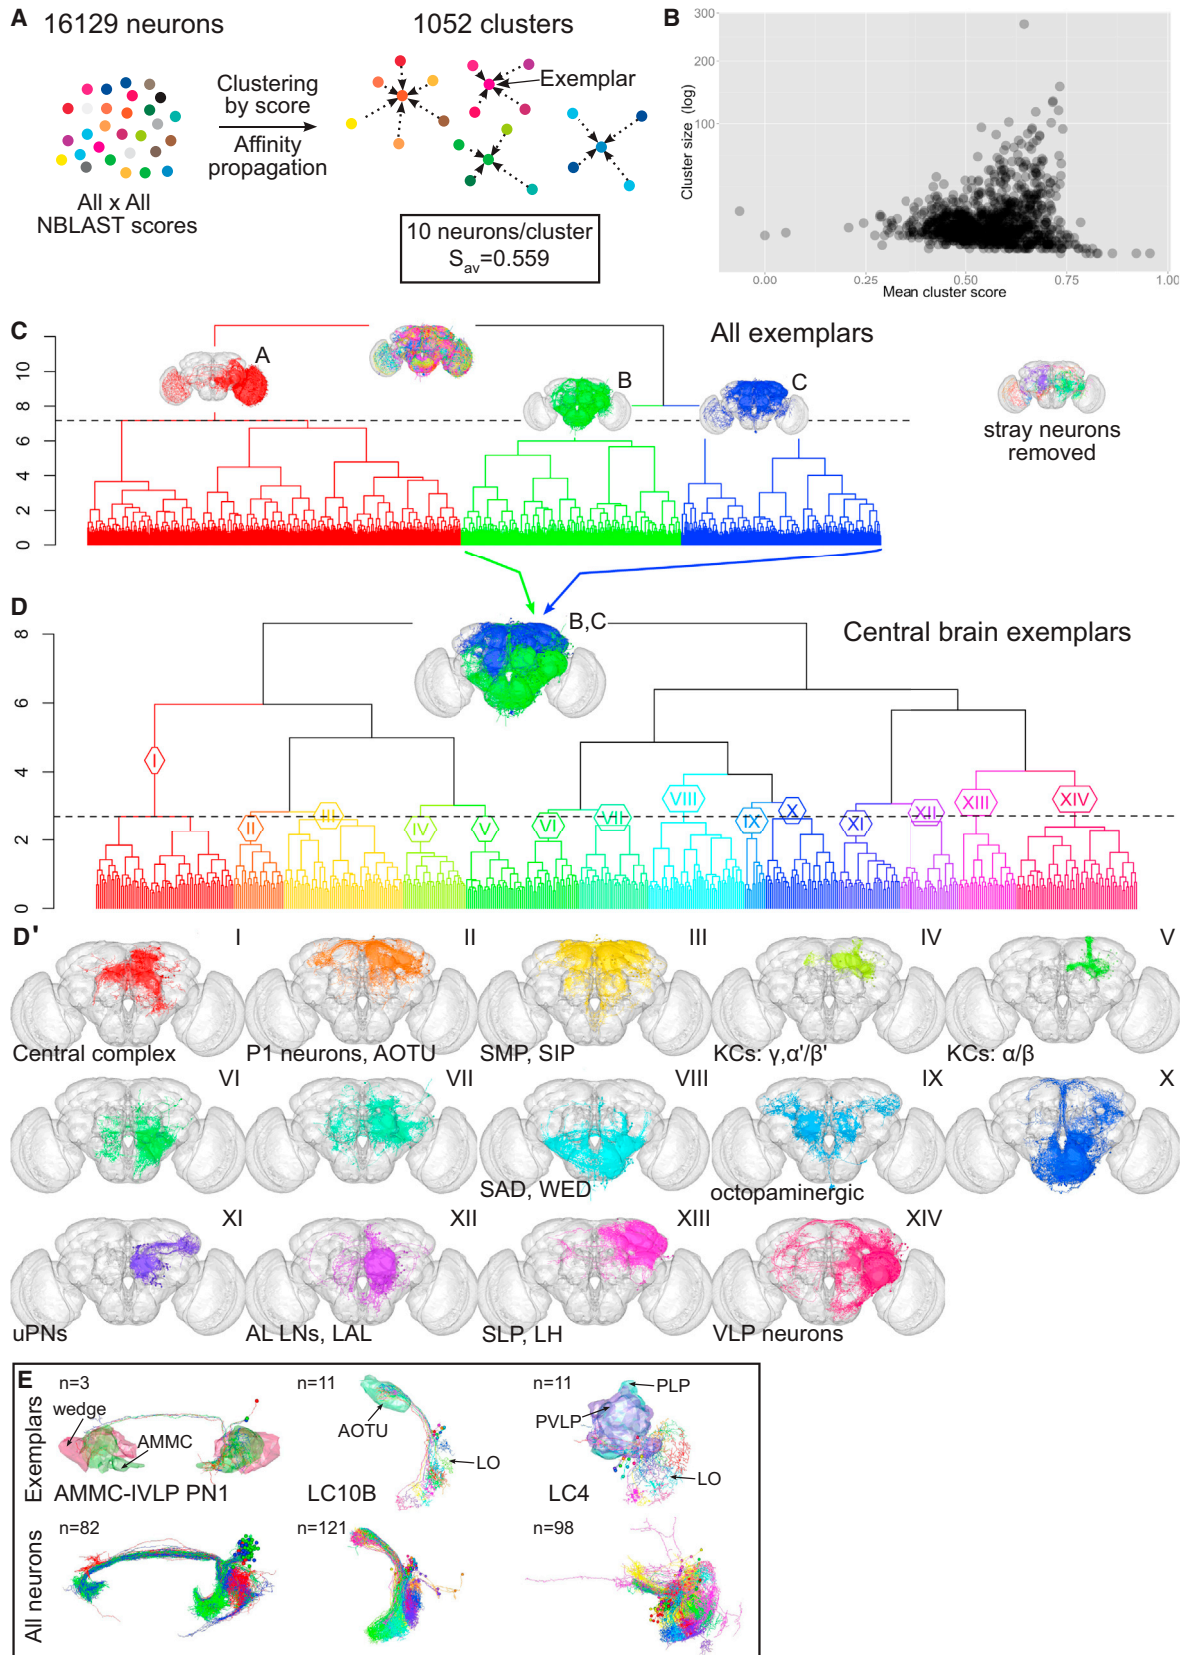 A
16129 neurons
1052 clusters
Clustering
by score
Affinity
propagation
Exemplar
All x All
NBLAST scores
10 neurons/cluster
Sav=0.559
B
300
200
100
Cluster size (log)
0.00
0.25
0.50
0.75
1.00
Mean cluster score
C
All exemplars
A
B
C
stray neurons
removed
10
8
6
4
2
0
D
B,C
Central brain exemplars
8
6
4
2
0
I
II
III
IV
V
VI
VII
VIII
IX
X
XI
XII
XIII
XIV
D'
I
Central complex
II
P1 neurons, AOTU
III
SMP, SIP
IV
KCs: γ,α'/β'
V
KCs: α/β
VI
VII
VIII
SAD, WED
IX
octopaminergic
X
XI
uPNs
XII
AL LNs, LAL
XIII
SLP, LH
XIV
VLP neurons
E
Exemplars
n=3
wedge
AMMC
AMMC-IVLP PN1
n=11
AOTU
LO
LC10B
n=11
PLP
PVLP
LO
LC4
All neurons
n=82
n=121
n=98